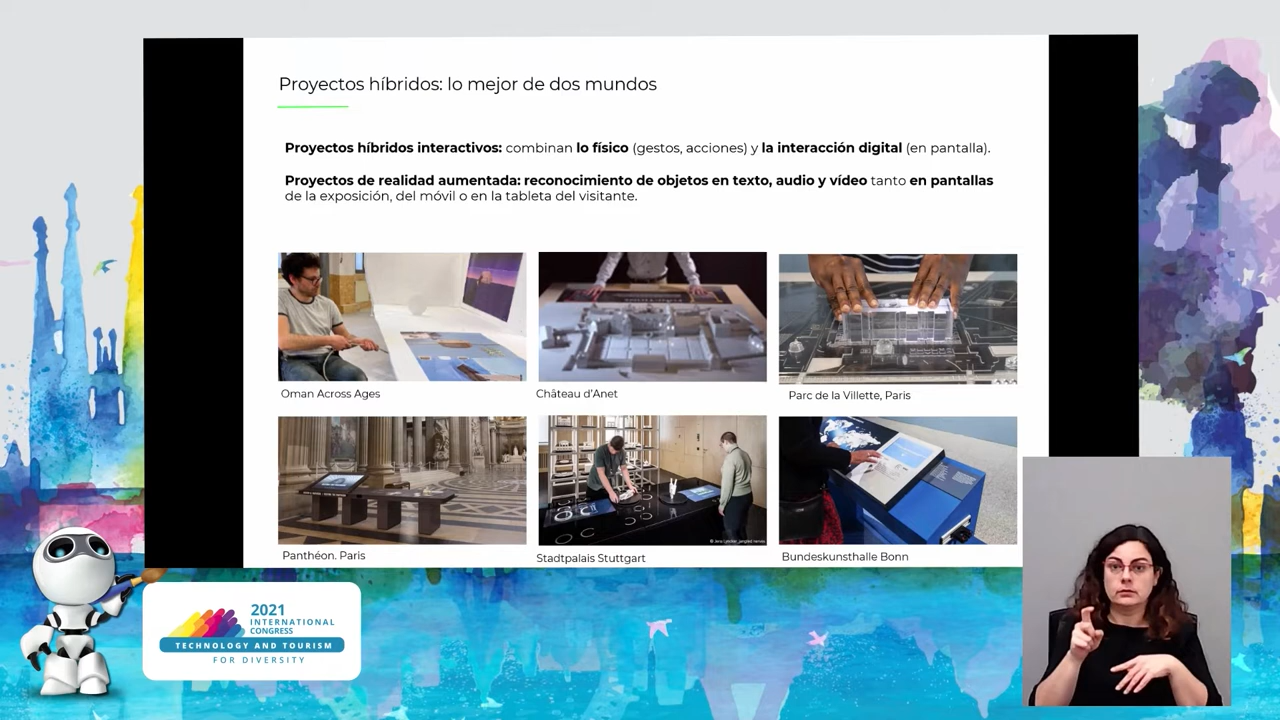 Proyectos híbridos: lo mejor de dos mundos
Proyectos híbridos interactivos: combinan lo físico (gestos, acciones) y la interacción digital (en pantalla).
Proyectos de realidad aumentada: reconocimiento de objetos en texto, audio y vídeo tanto en pantallas
de la exposición, del móvil o en la tableta del visitante.
Oman Across Ages
Château d'Anet
Parc de la Villette, Paris
Panthéon. Paris
Stadtpalais Stuttgart
Bundeskunsthalle Bonn
2021
INTERNATIONAL
CONGRESS
TECHNOLOGY AND TOURISM
FOR DIVERSITY